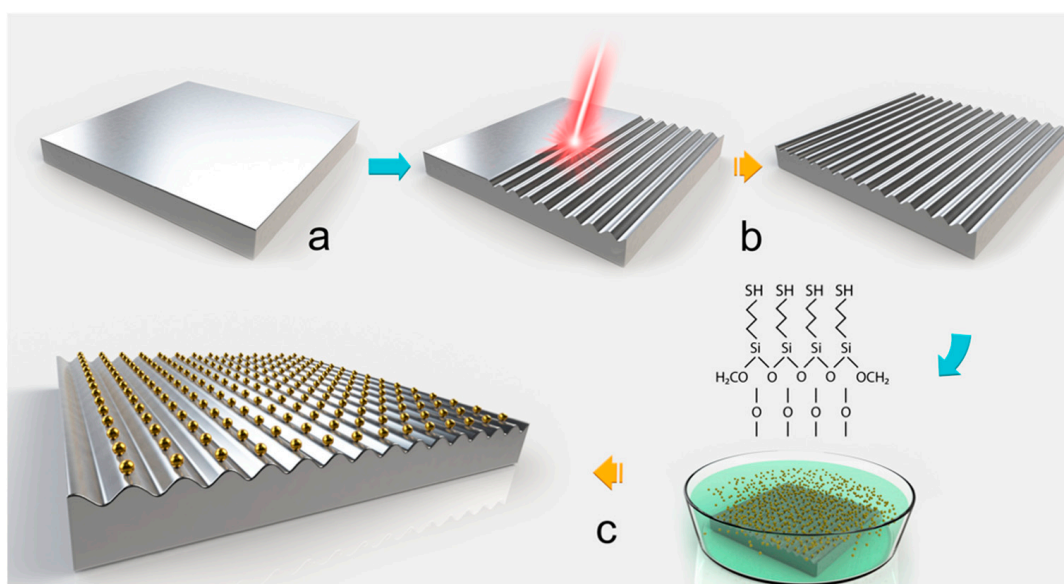 a
b
SH SH SH SH
Si Si Si Si
H₂CO O O O OCH₂
O O O O
c